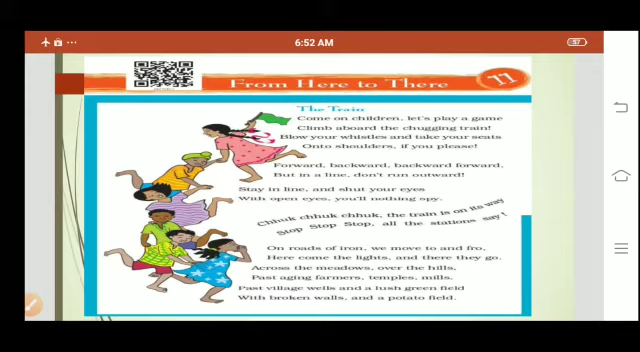 6:52 AM
57
From Here to There
11
The Train
Come on children, let's play a game
Climb aboard the chugging train!
Blow your whistles and take your seats
Onto shoulders, if you please!
Forward, backward, backward forward,
But in a line, don't run outward!
Stay in line, and shut your eyes
With open eyes, you'll nothing spy.
Chhuk chhuk chhuk, the train is on its way
Stop Stop Stop, all the stations say!
On roads of iron, we move to and fro,
Here come the lights, and there they go.
Across the meadows, over the hills,
Past aging farmers, temples, mills.
Past village wells and a lush green field
With broken walls, and a potato field.